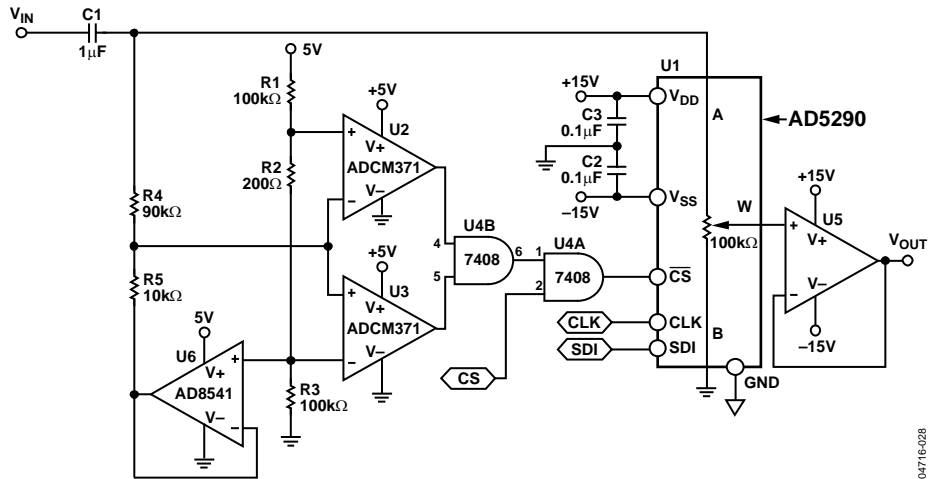 VIN
C1
1µF
5V
R1
100kΩ
R2
200Ω
+5V
U2
+
V+
ADCM371
V–
–
R4
90kΩ
R5
10kΩ
+5V
U3
+
V+
ADCM371
V–
–
5V
U6
+
V+
AD8541
V–
–
R3
100kΩ
U4B
4
7408
6
5
U4A
1
7408
2
CS
CLK
SDI
+15V
C3
0.1µF
C2
0.1µF
–15V
U1
VDD
A
AD5290
VSS
W
100kΩ
CS
CLK
B
SDI
GND
+15V
U5
+
V+
V–
–
–15V
VOUT
04716-028